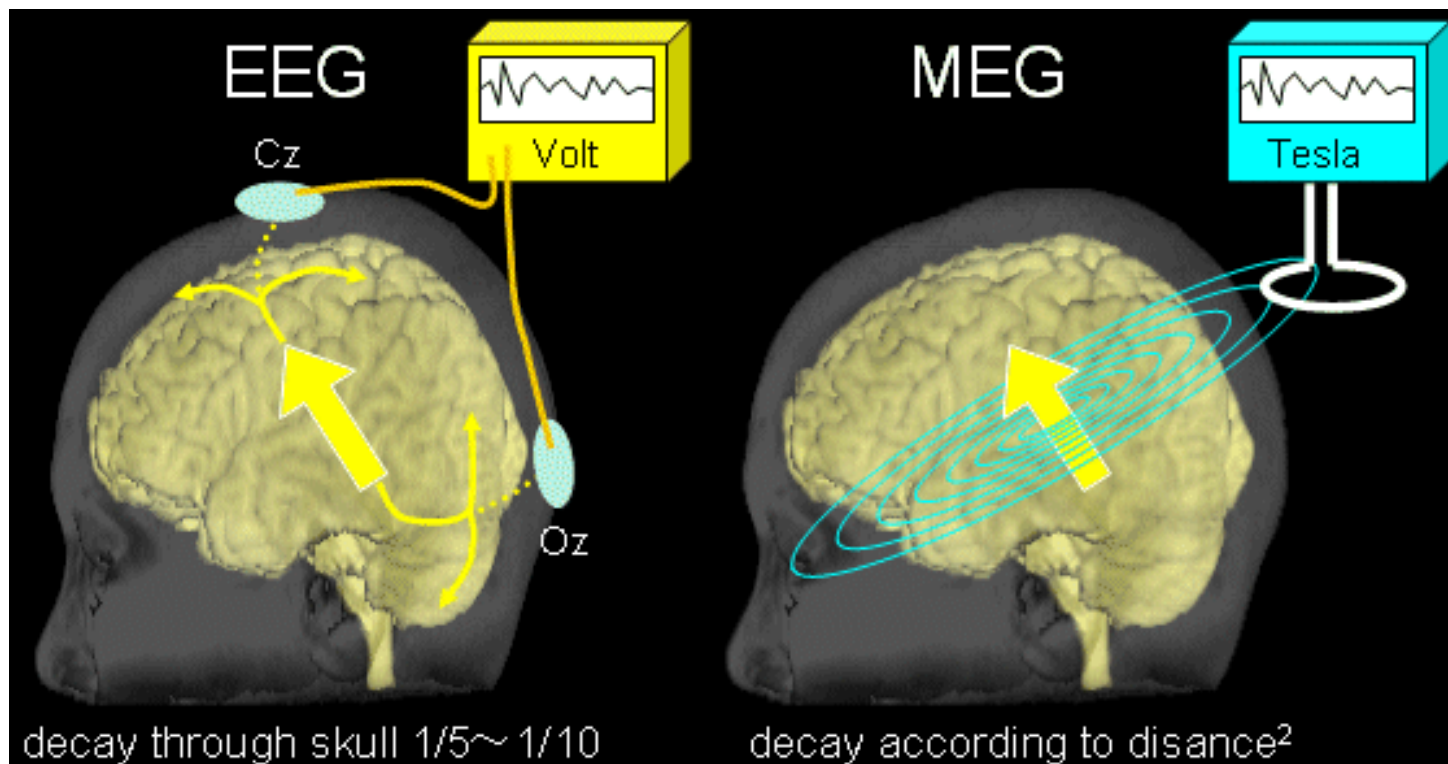 EEG
Volt
Cz
Oz
decay through skull 1/5～1/10
MEG
Tesla
decay according to disance²